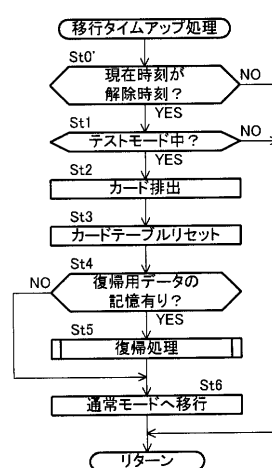 移行タイムアップ処理
St0'
現在時刻が
解除時刻?
NO
YES
St1
テストモード中?
NO
YES
St2
カード排出
St3
カードテーブルリセット
St4
NO
復帰用データの
記憶有り?
YES
St5
復帰処理
St6
通常モードへ移行
リターン